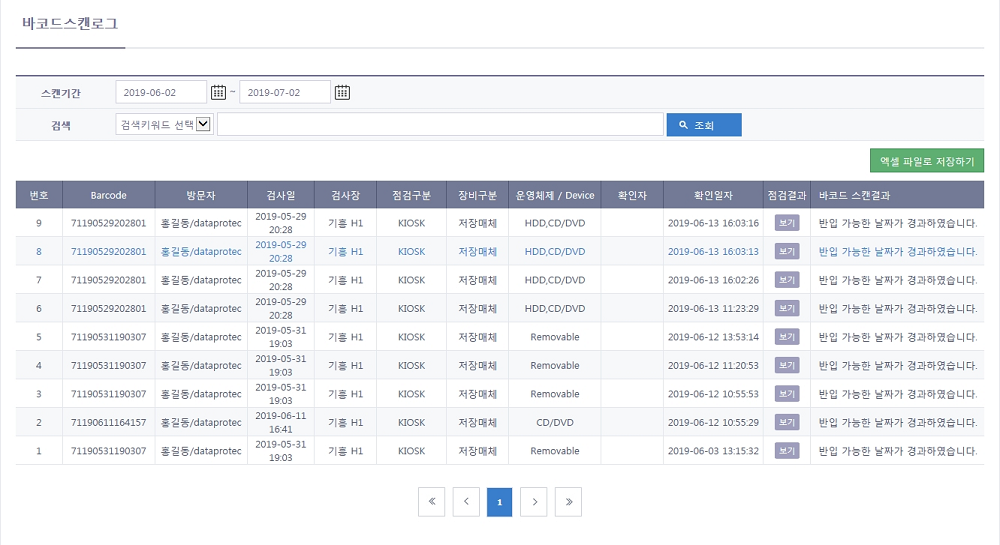 바코드스캔로그
스캔기간 2019-06-02 ~ 2019-07-02
검색 검색키워드 선택 조회
엑셀 파일로 저장하기
번호 Barcode 방문자 검사일 검사장 점검구분 장비구분 운영체제 / Device 확인자 확인일자 점검결과 바코드 스캔결과
9 71190529202801 홍길동/dataprotec 2019-05-29 20:28 기흥 H1 KIOSK 저장매체 HDD,CD/DVD 2019-06-13 16:03:16 보기 반입 가능한 날짜가 경과하였습니다.
8 71190529202801 홍길동/dataprotec 2019-05-29 20:28 기흥 H1 KIOSK 저장매체 HDD,CD/DVD 2019-06-13 16:03:13 보기 반입 가능한 날짜가 경과하였습니다.
7 71190529202801 홍길동/dataprotec 2019-05-29 20:28 기흥 H1 KIOSK 저장매체 HDD,CD/DVD 2019-06-13 16:02:26 보기 반입 가능한 날짜가 경과하였습니다.
6 71190529202801 홍길동/dataprotec 2019-05-29 20:28 기흥 H1 KIOSK 저장매체 HDD,CD/DVD 2019-06-13 11:23:29 보기 반입 가능한 날짜가 경과하였습니다.
5 71190531190307 홍길동/dataprotec 2019-05-31 19:03 기흥 H1 KIOSK 저장매체 Removable 2019-06-12 13:53:14 보기 반입 가능한 날짜가 경과하였습니다.
4 71190531190307 홍길동/dataprotec 2019-05-31 19:03 기흥 H1 KIOSK 저장매체 Removable 2019-06-12 11:20:53 보기 반입 가능한 날짜가 경과하였습니다.
3 71190531190307 홍길동/dataprotec 2019-05-31 19:03 기흥 H1 KIOSK 저장매체 Removable 2019-06-12 10:55:53 보기 반입 가능한 날짜가 경과하였습니다.
2 71190611164157 홍길동/dataprotec 2019-06-11 16:41 기흥 H1 KIOSK 저장매체 CD/DVD 2019-06-12 10:55:29 보기 반입 가능한 날짜가 경과하였습니다.
1 71190531190307 홍길동/dataprotec 2019-05-31 19:03 기흥 H1 KIOSK 저장매체 Removable 2019-06-03 13:15:32 보기 반입 가능한 날짜가 경과하였습니다.
« ‹ 1 › »